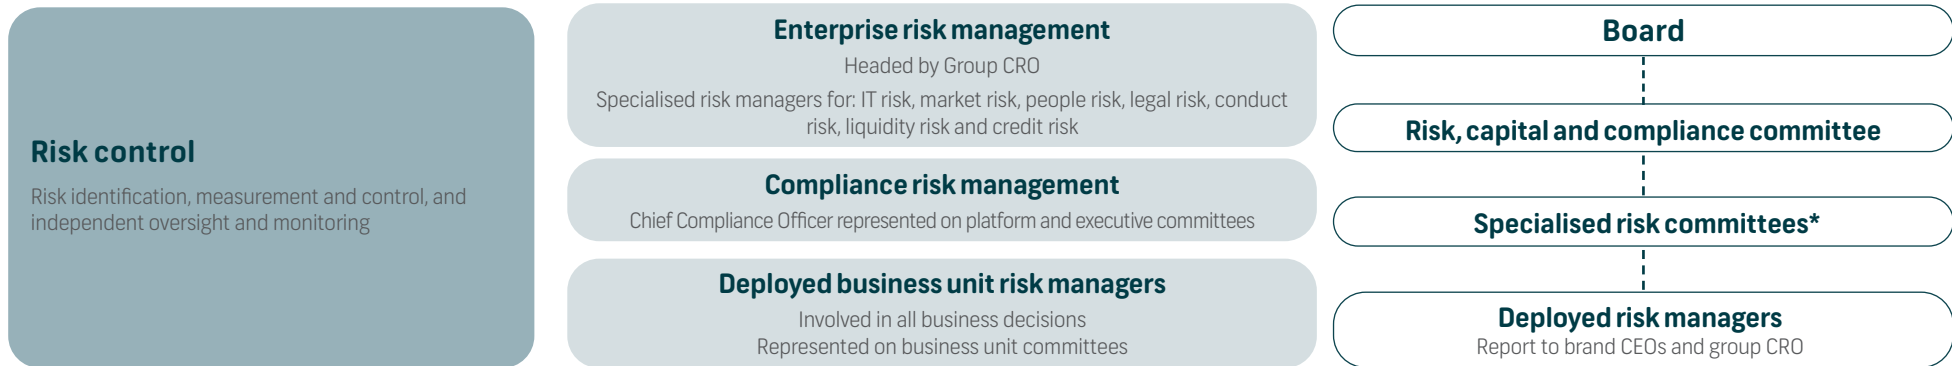 Risk control
Risk identification, measurement and control, and
independent oversight and monitoring
Enterprise risk management
Headed by Group CRO
Specialised risk managers for: IT risk, market risk, people risk, legal risk, conduct
risk, liquidity risk and credit risk
Compliance risk management
Chief Compliance Officer represented on platform and executive committees
Deployed business unit risk managers
Involved in all business decisions
Represented on business unit committees
Board
Risk, capital and compliance committee
Specialised risk committees*
Deployed risk managers
Report to brand CEOs and group CRO